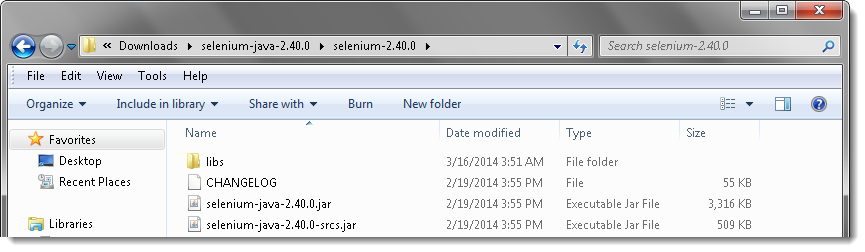 « Downloads selenium-java-2.40.0 selenium-2.40.0 Search selenium-2.40.0
File Edit View Tools Help
Organize Include in library Share with Burn New folder
Favorites
Desktop
Recent Places
Libraries
Name Date modified Type Size
libs 3/16/2014 3:51 AM File folder
CHANGELOG 2/19/2014 3:55 PM File 55 KB
selenium-java-2.40.0.jar 2/19/2014 3:55 PM Executable Jar File 3,316 KB
selenium-java-2.40.0-srcs.jar 2/19/2014 3:55 PM Executable Jar File 509 KB